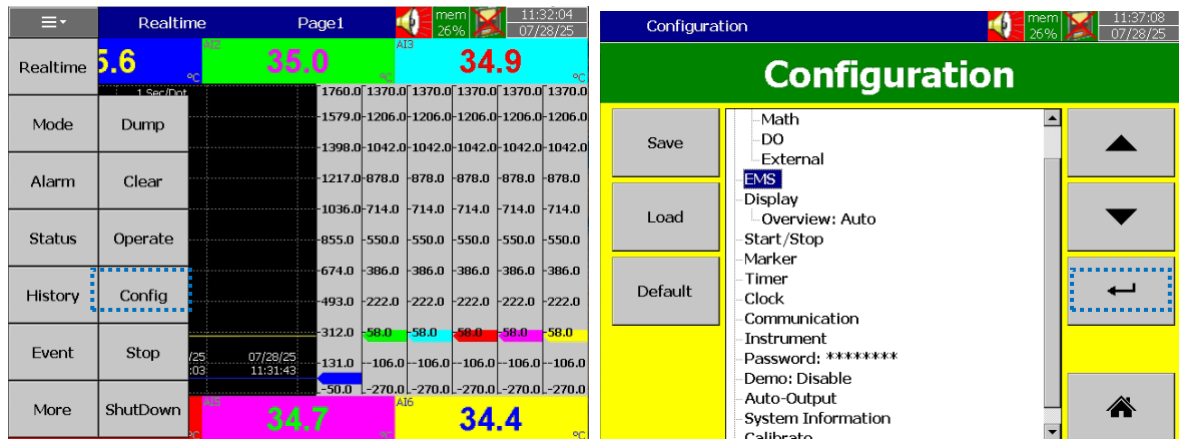 Realtime Page1 mem 26% 11:32:04 07/28/25
Realtime 5.6 °C AI2 35.0 °C AI3 34.9 °C
1 Sec/Dot
1760.0 1370.0 1370.0 1370.0 1370.0 1370.0
Mode Dump -1579.0 -1206.0 -1206.0 -1206.0 -1206.0 -1206.0
-1398.0 -1042.0 -1042.0 -1042.0 -1042.0 -1042.0
Alarm Clear -1217.0 -878.0 -878.0 -878.0 -878.0 -878.0
-1036.0 -714.0 -714.0 -714.0 -714.0 -714.0
Status Operate -855.0 -550.0 -550.0 -550.0 -550.0 -550.0
-674.0 -386.0 -386.0 -386.0 -386.0 -386.0
History Config -493.0 -222.0 -222.0 -222.0 -222.0 -222.0
-312.0 -58.0 -58.0 -58.0 -58.0 -58.0
Event Stop /25 07/28/25 -131.0 --106.0 --106.0 --106.0 --106.0 --106.0
:03 11:31:43
-50.0 -270.0 -270.0 -270.0 -270.0 -270.0
More ShutDown °C AI5 34.7 °C AI6 34.4 °C
Configuration mem 26% 11:37:08 07/28/25
Configuration
Save
Load
Default
Math
DO
External
EMS
Display
Overview: Auto
Start/Stop
Marker
Timer
Clock
Communication
Instrument
Password: ********
Demo: Disable
Auto-Output
System Information
Calibrate